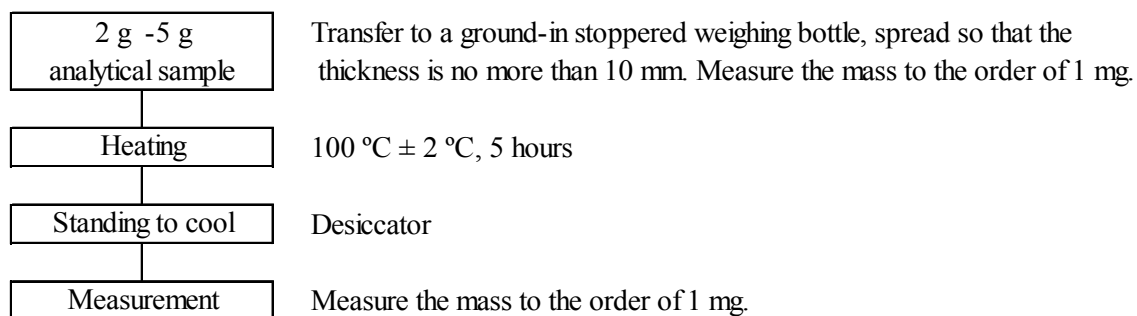 2 g -5 g
analytical sample
Transfer to a ground-in stoppered weighing bottle, spread so that the
thickness is no more than 10 mm. Measure the mass to the order of 1 mg.
Heating
100 ºC ± 2 ºC, 5 hours
Standing to cool
Desiccator
Measurement
Measure the mass to the order of 1 mg.